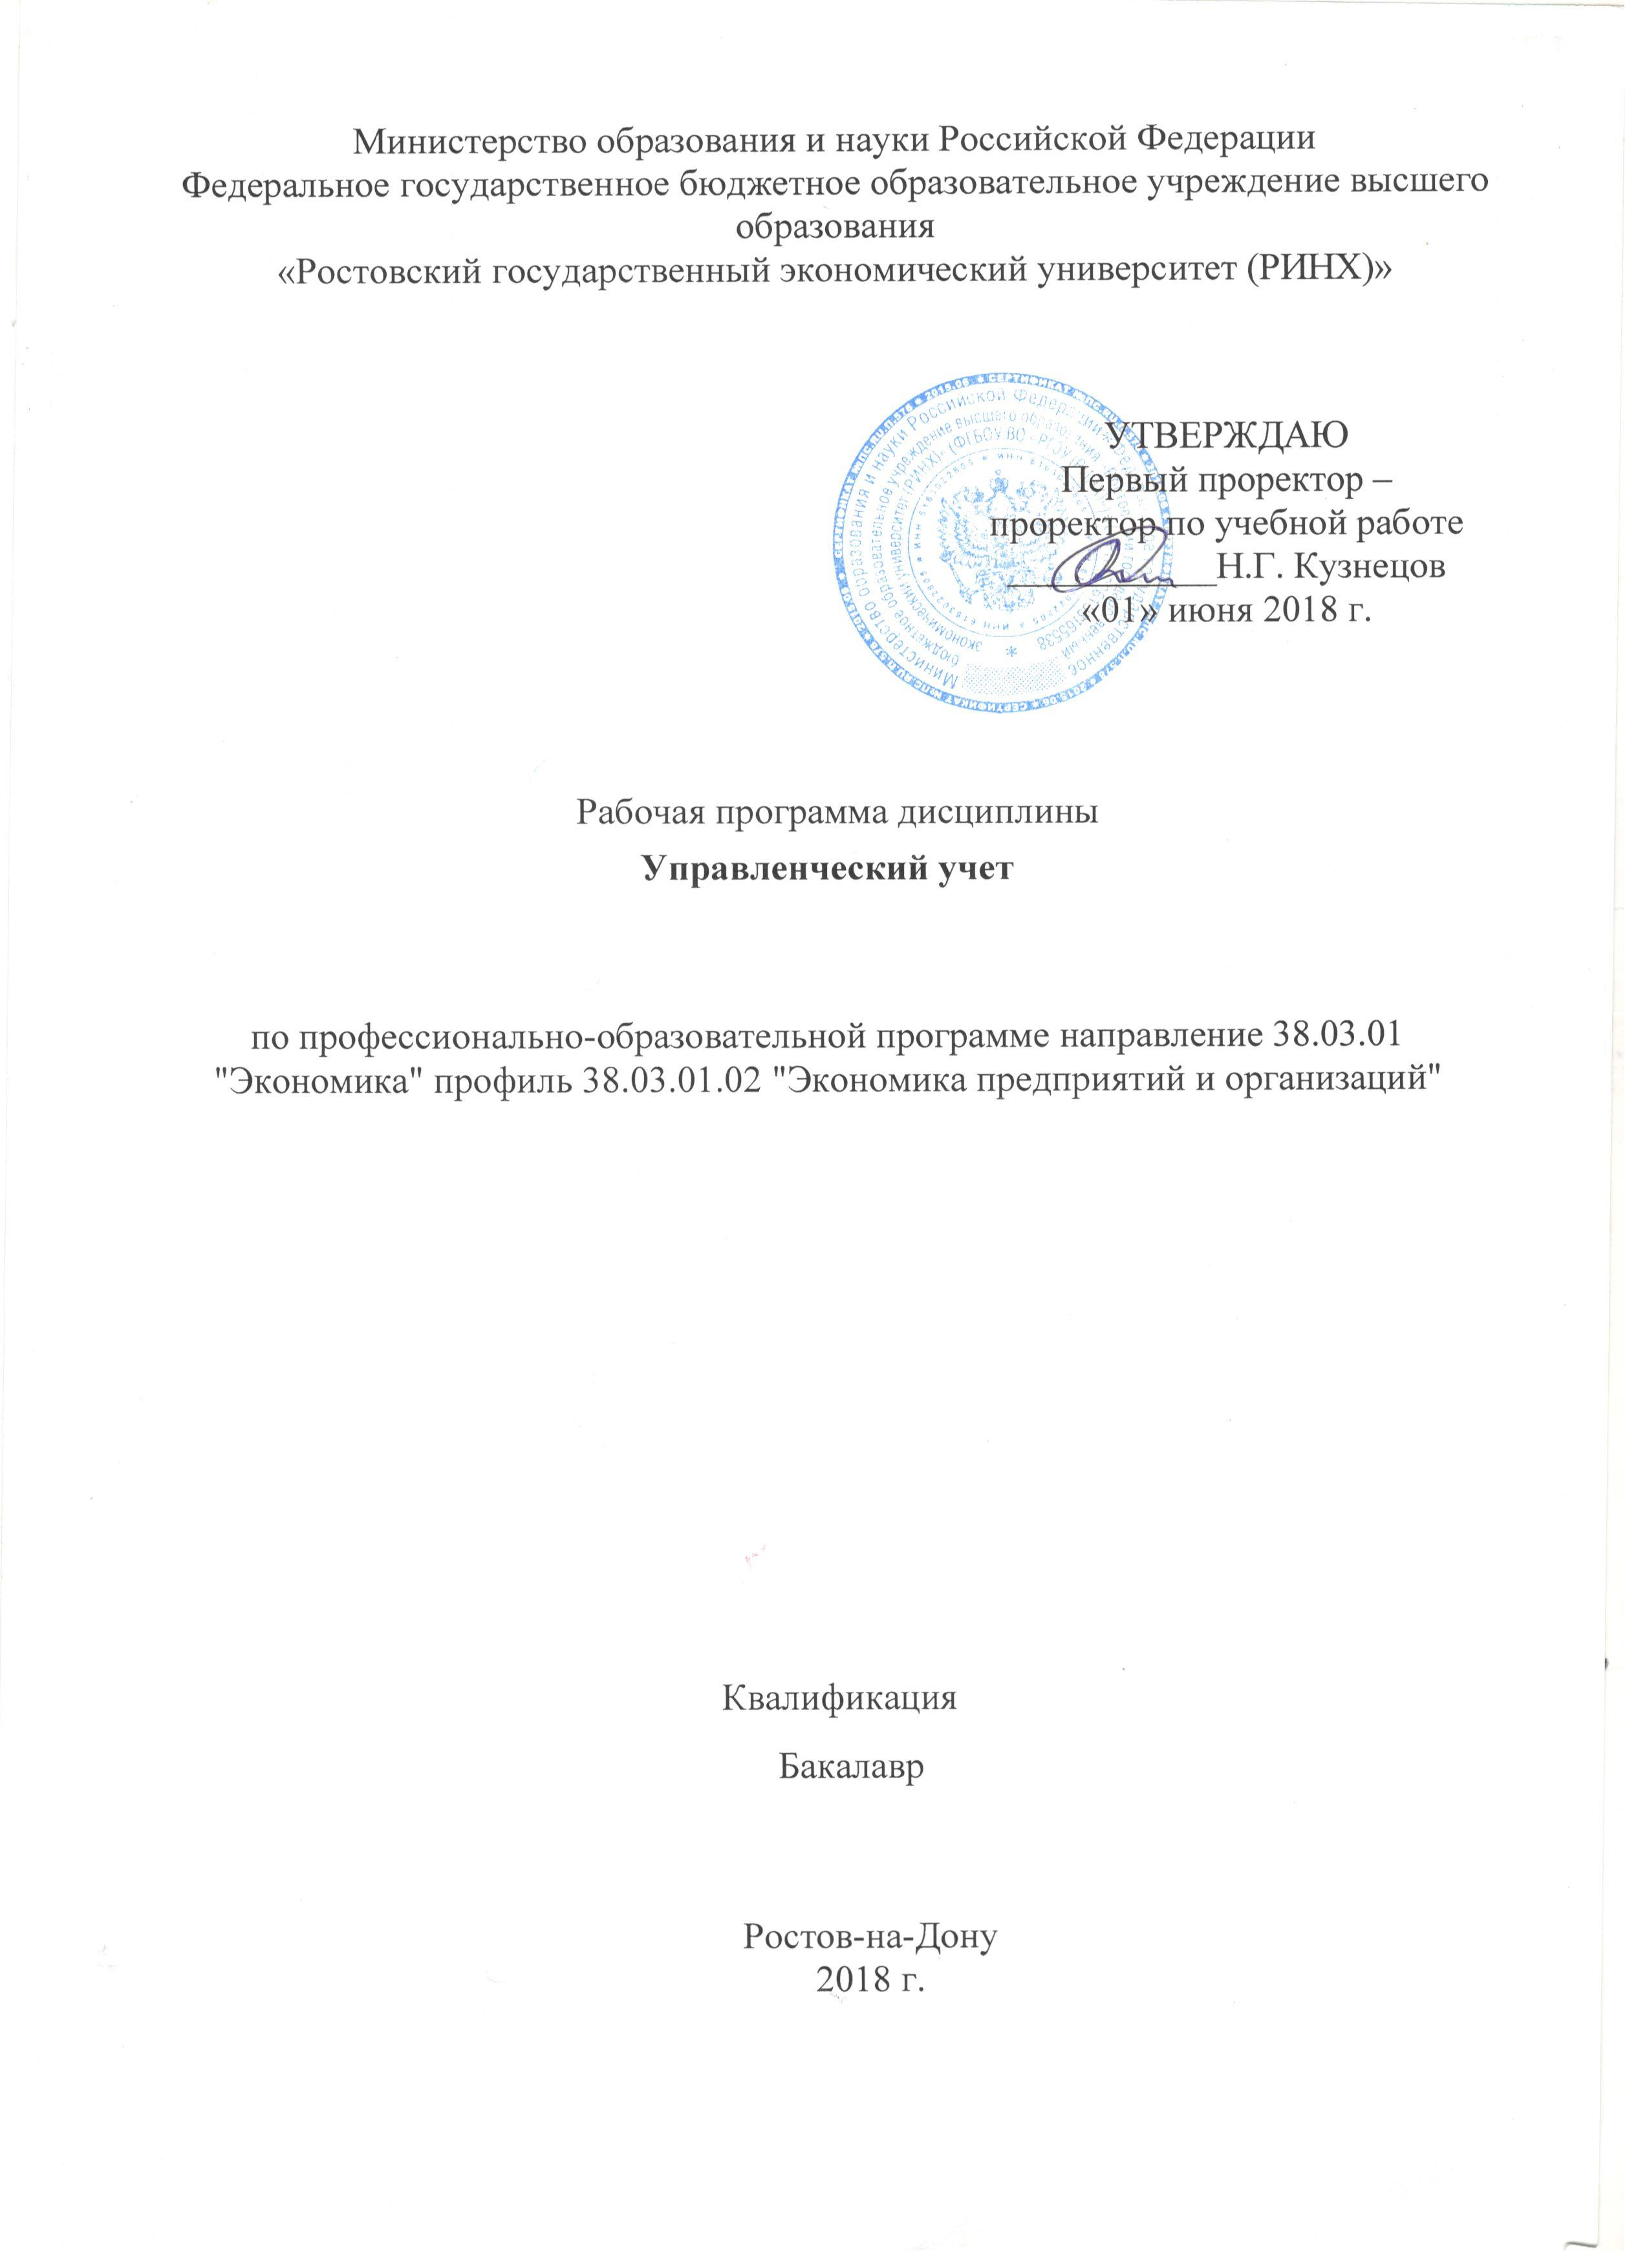 Министерство образования и науки Российской Федерации
Федеральное государственное бюджетное образовательное учреждение высшего
образования
«Ростовский государственный экономический университет (РИНХ)»
УТВЕРЖДАЮ
Первый проректор –
проректор по учебной работе
Н.Г. Кузнецов
«01» июня 2018 г.
Рабочая программа дисциплины
Управленческий учет
по профессионально-образовательной программе направление 38.03.01
"Экономика" профиль 38.03.01.02 "Экономика предприятий и организаций"
Квалификация
Бакалавр
Ростов-на-Дону
2018 г.